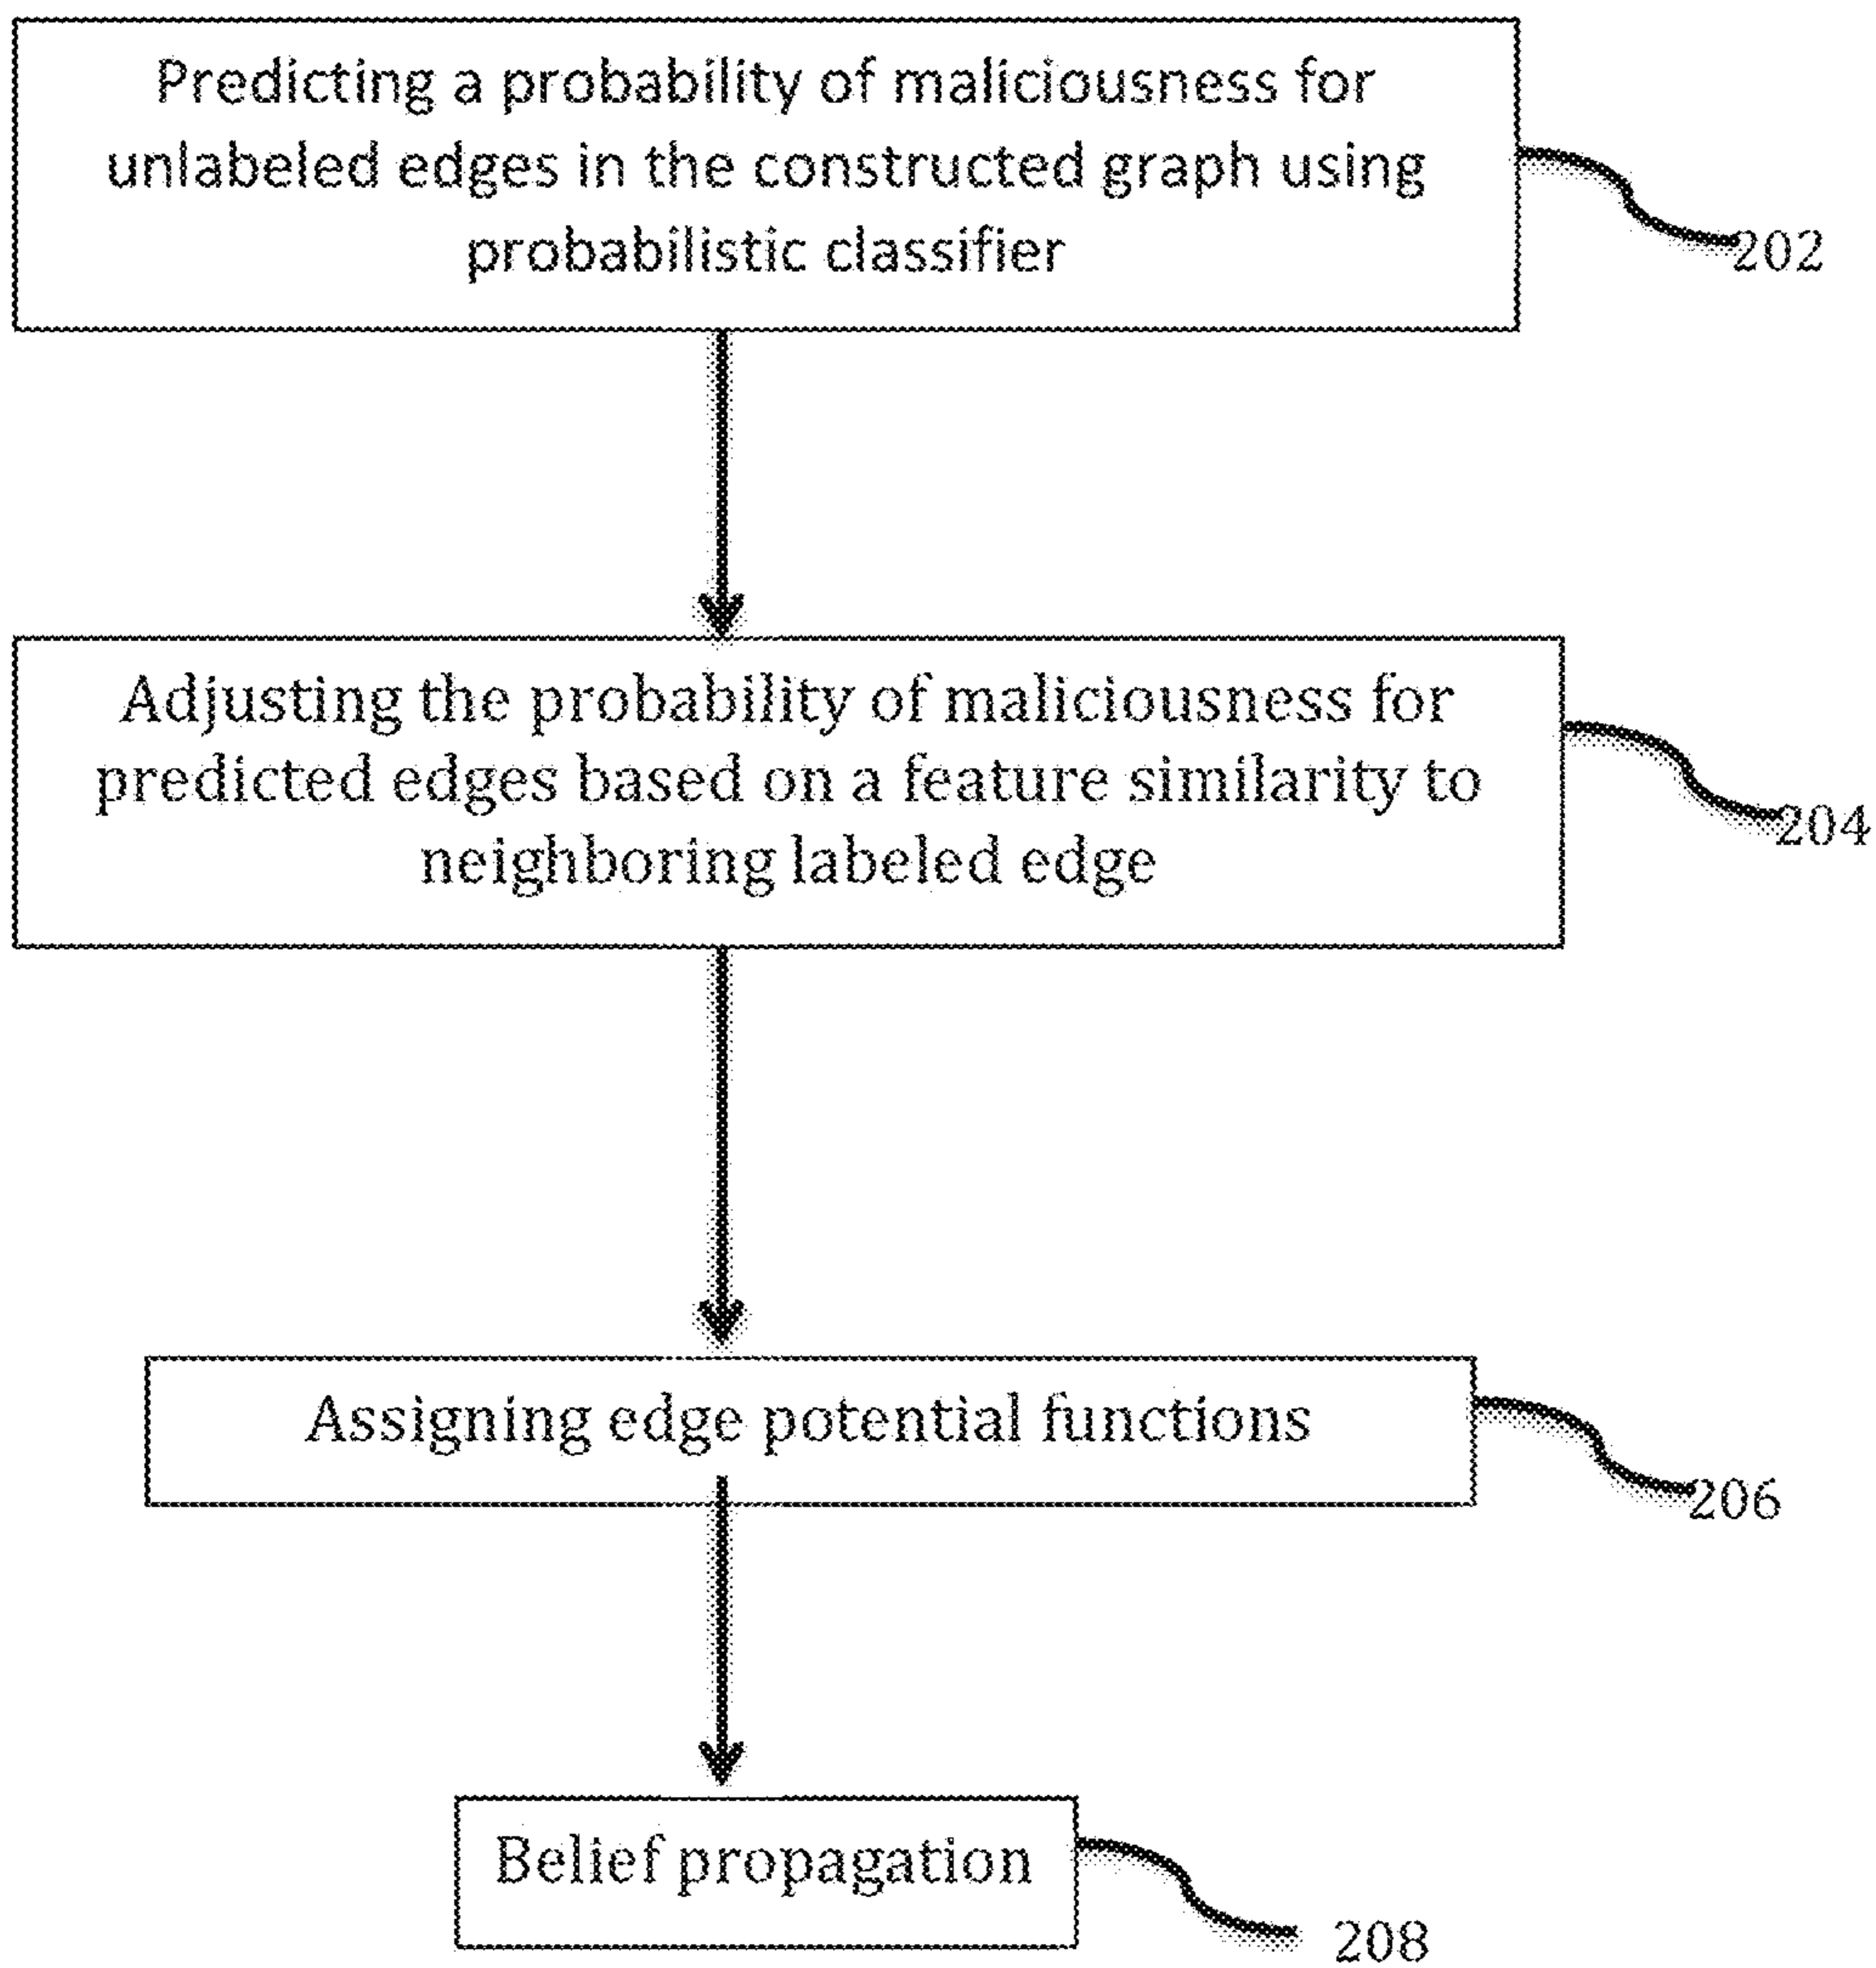 Predicting a probability of maliciousness for
unlabeled edges in the constructed graph using
probabilistic classifier
202
Adjusting the probability of maliciousness for
predicted edges based on a feature similarity to
neighboring labeled edge
204
Assigning edge potential functions
206
Belief propagation
208